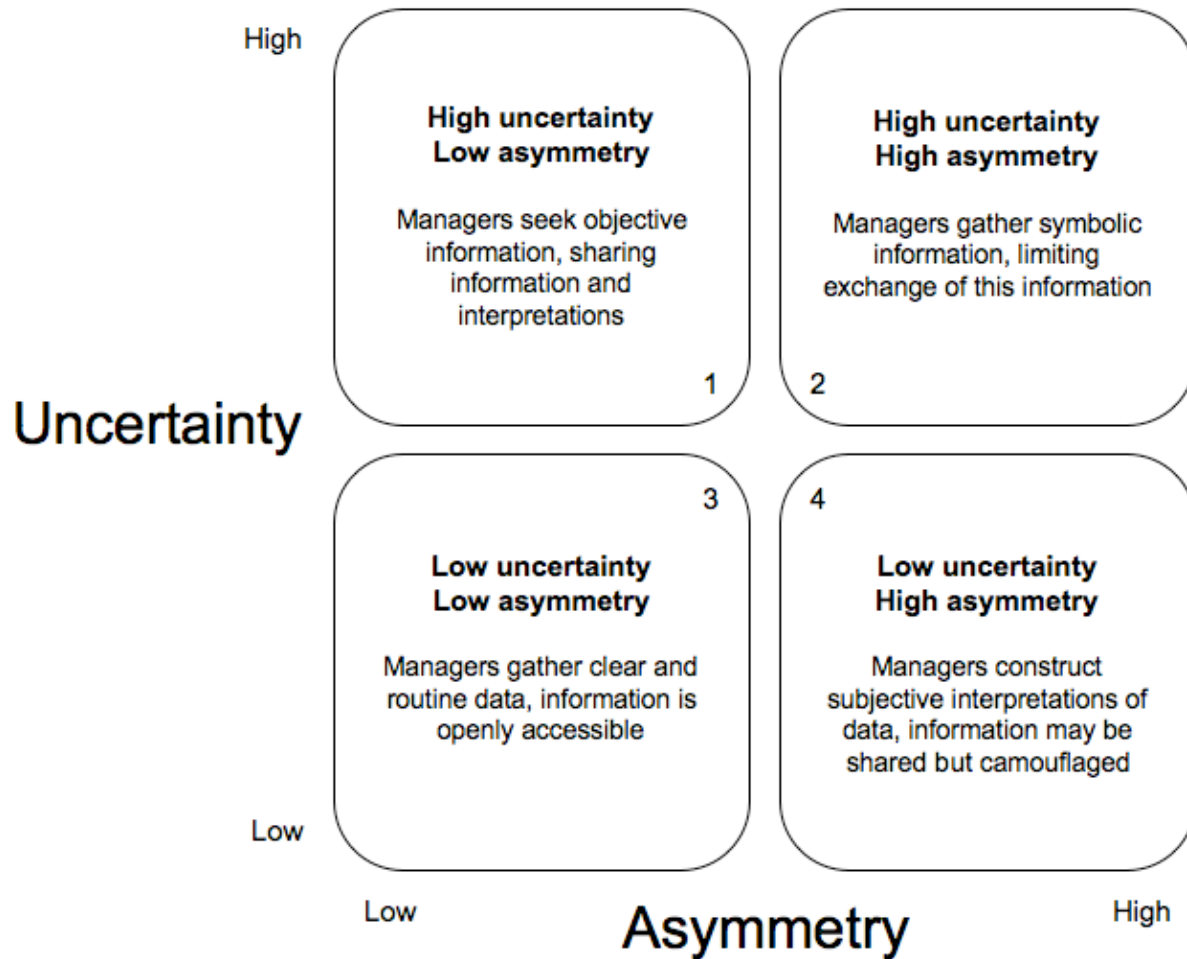 High
High uncertainty
Low asymmetry
Managers seek objective
information, sharing
information and
interpretations
1
High uncertainty
High asymmetry
Managers gather symbolic
information, limiting
exchange of this information
2
Uncertainty
3
Low uncertainty
Low asymmetry
Managers gather clear and
routine data, information is
openly accessible
4
Low uncertainty
High asymmetry
Managers construct
subjective interpretations of
data, information may be
shared but camouflaged
Low
Low
Asymmetry
High